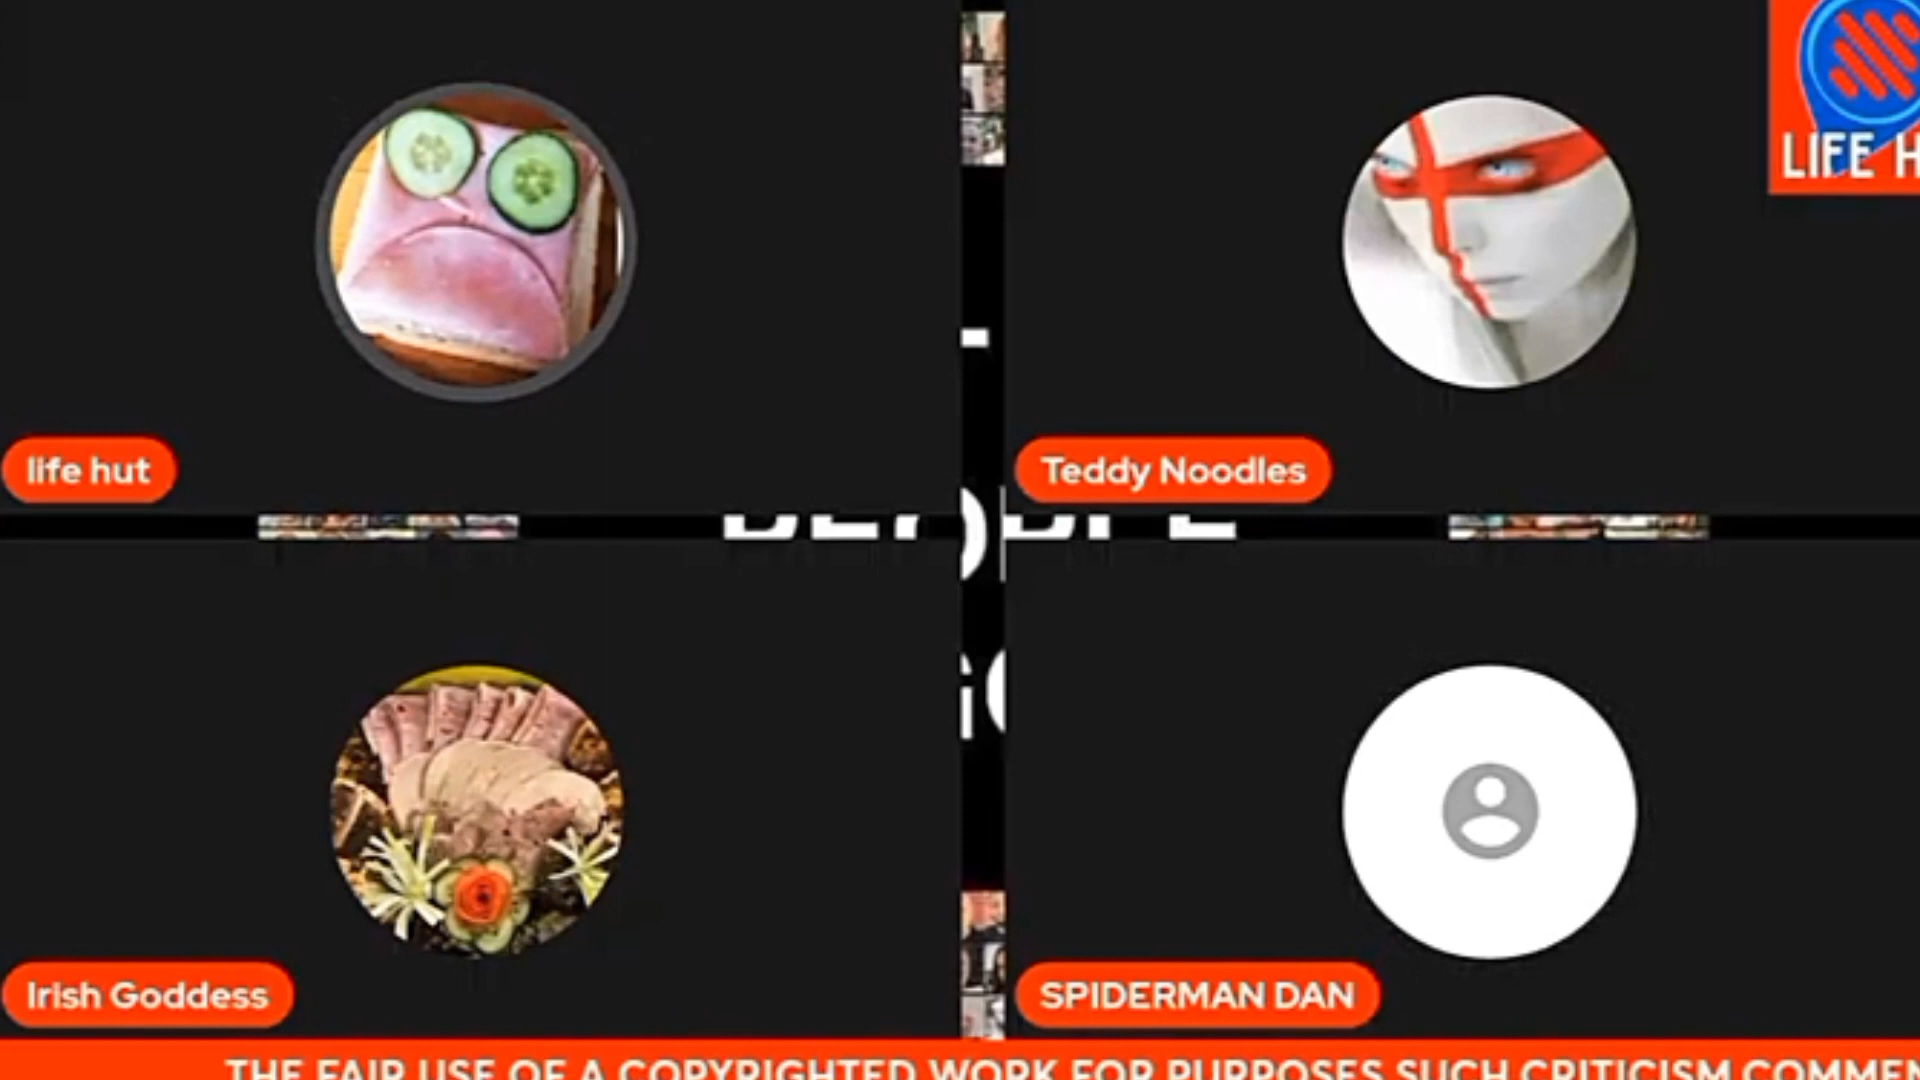 LIFE H
life hut
Teddy Noodles
Irish Goddess
SPIDERMAN DAN
THE FAIR USE OF A COPYRIGHTED WORK FOR PURPOSES SUCH CRITICISM COMMEN